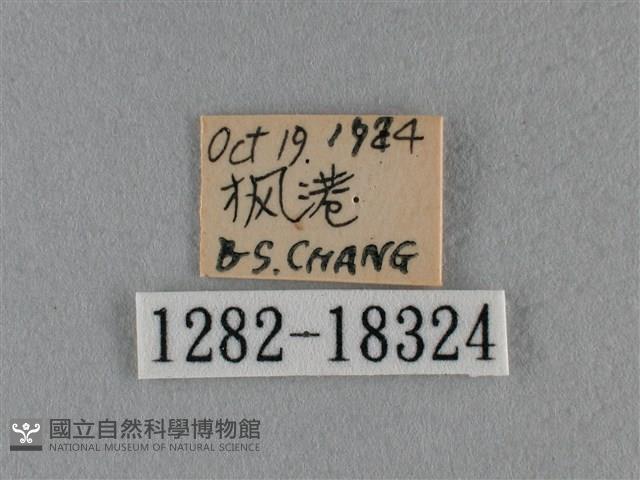 Oct 19. 1974
枫港
B.S. CHANG
1282-18324
國立自然科學博物館
NATIONAL MUSEUM OF NATURAL SCIENCE